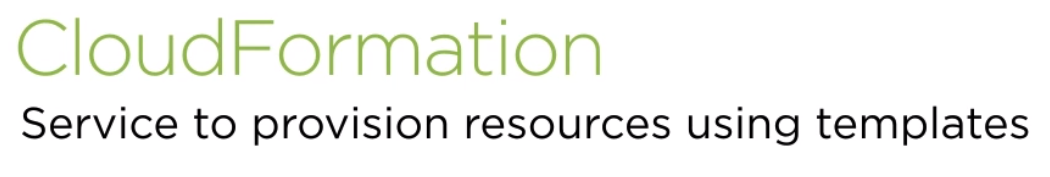 CloudFormation
Service to provision resources using templates